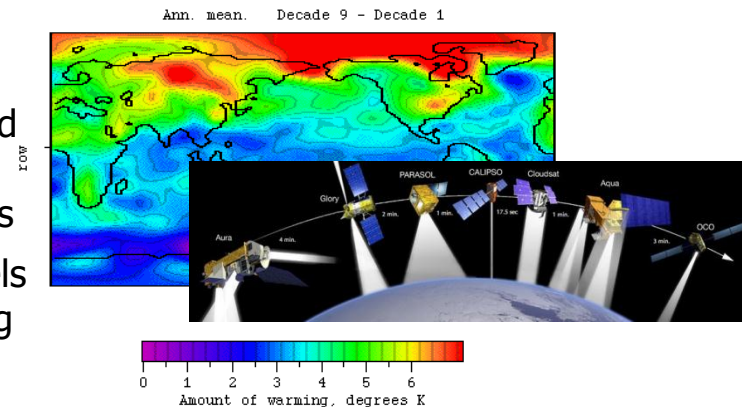 Ann. mean. Decade 9 - Decade 1
row
CALIPSO
Cloudsat
PARASOL
Aqua
Glory
OCO
Aura
4 min.
2 min.
1 min.
17.5 sec
1 min.
3 min.
0 1 2 3 4 5 6
Amount of warming, degrees K